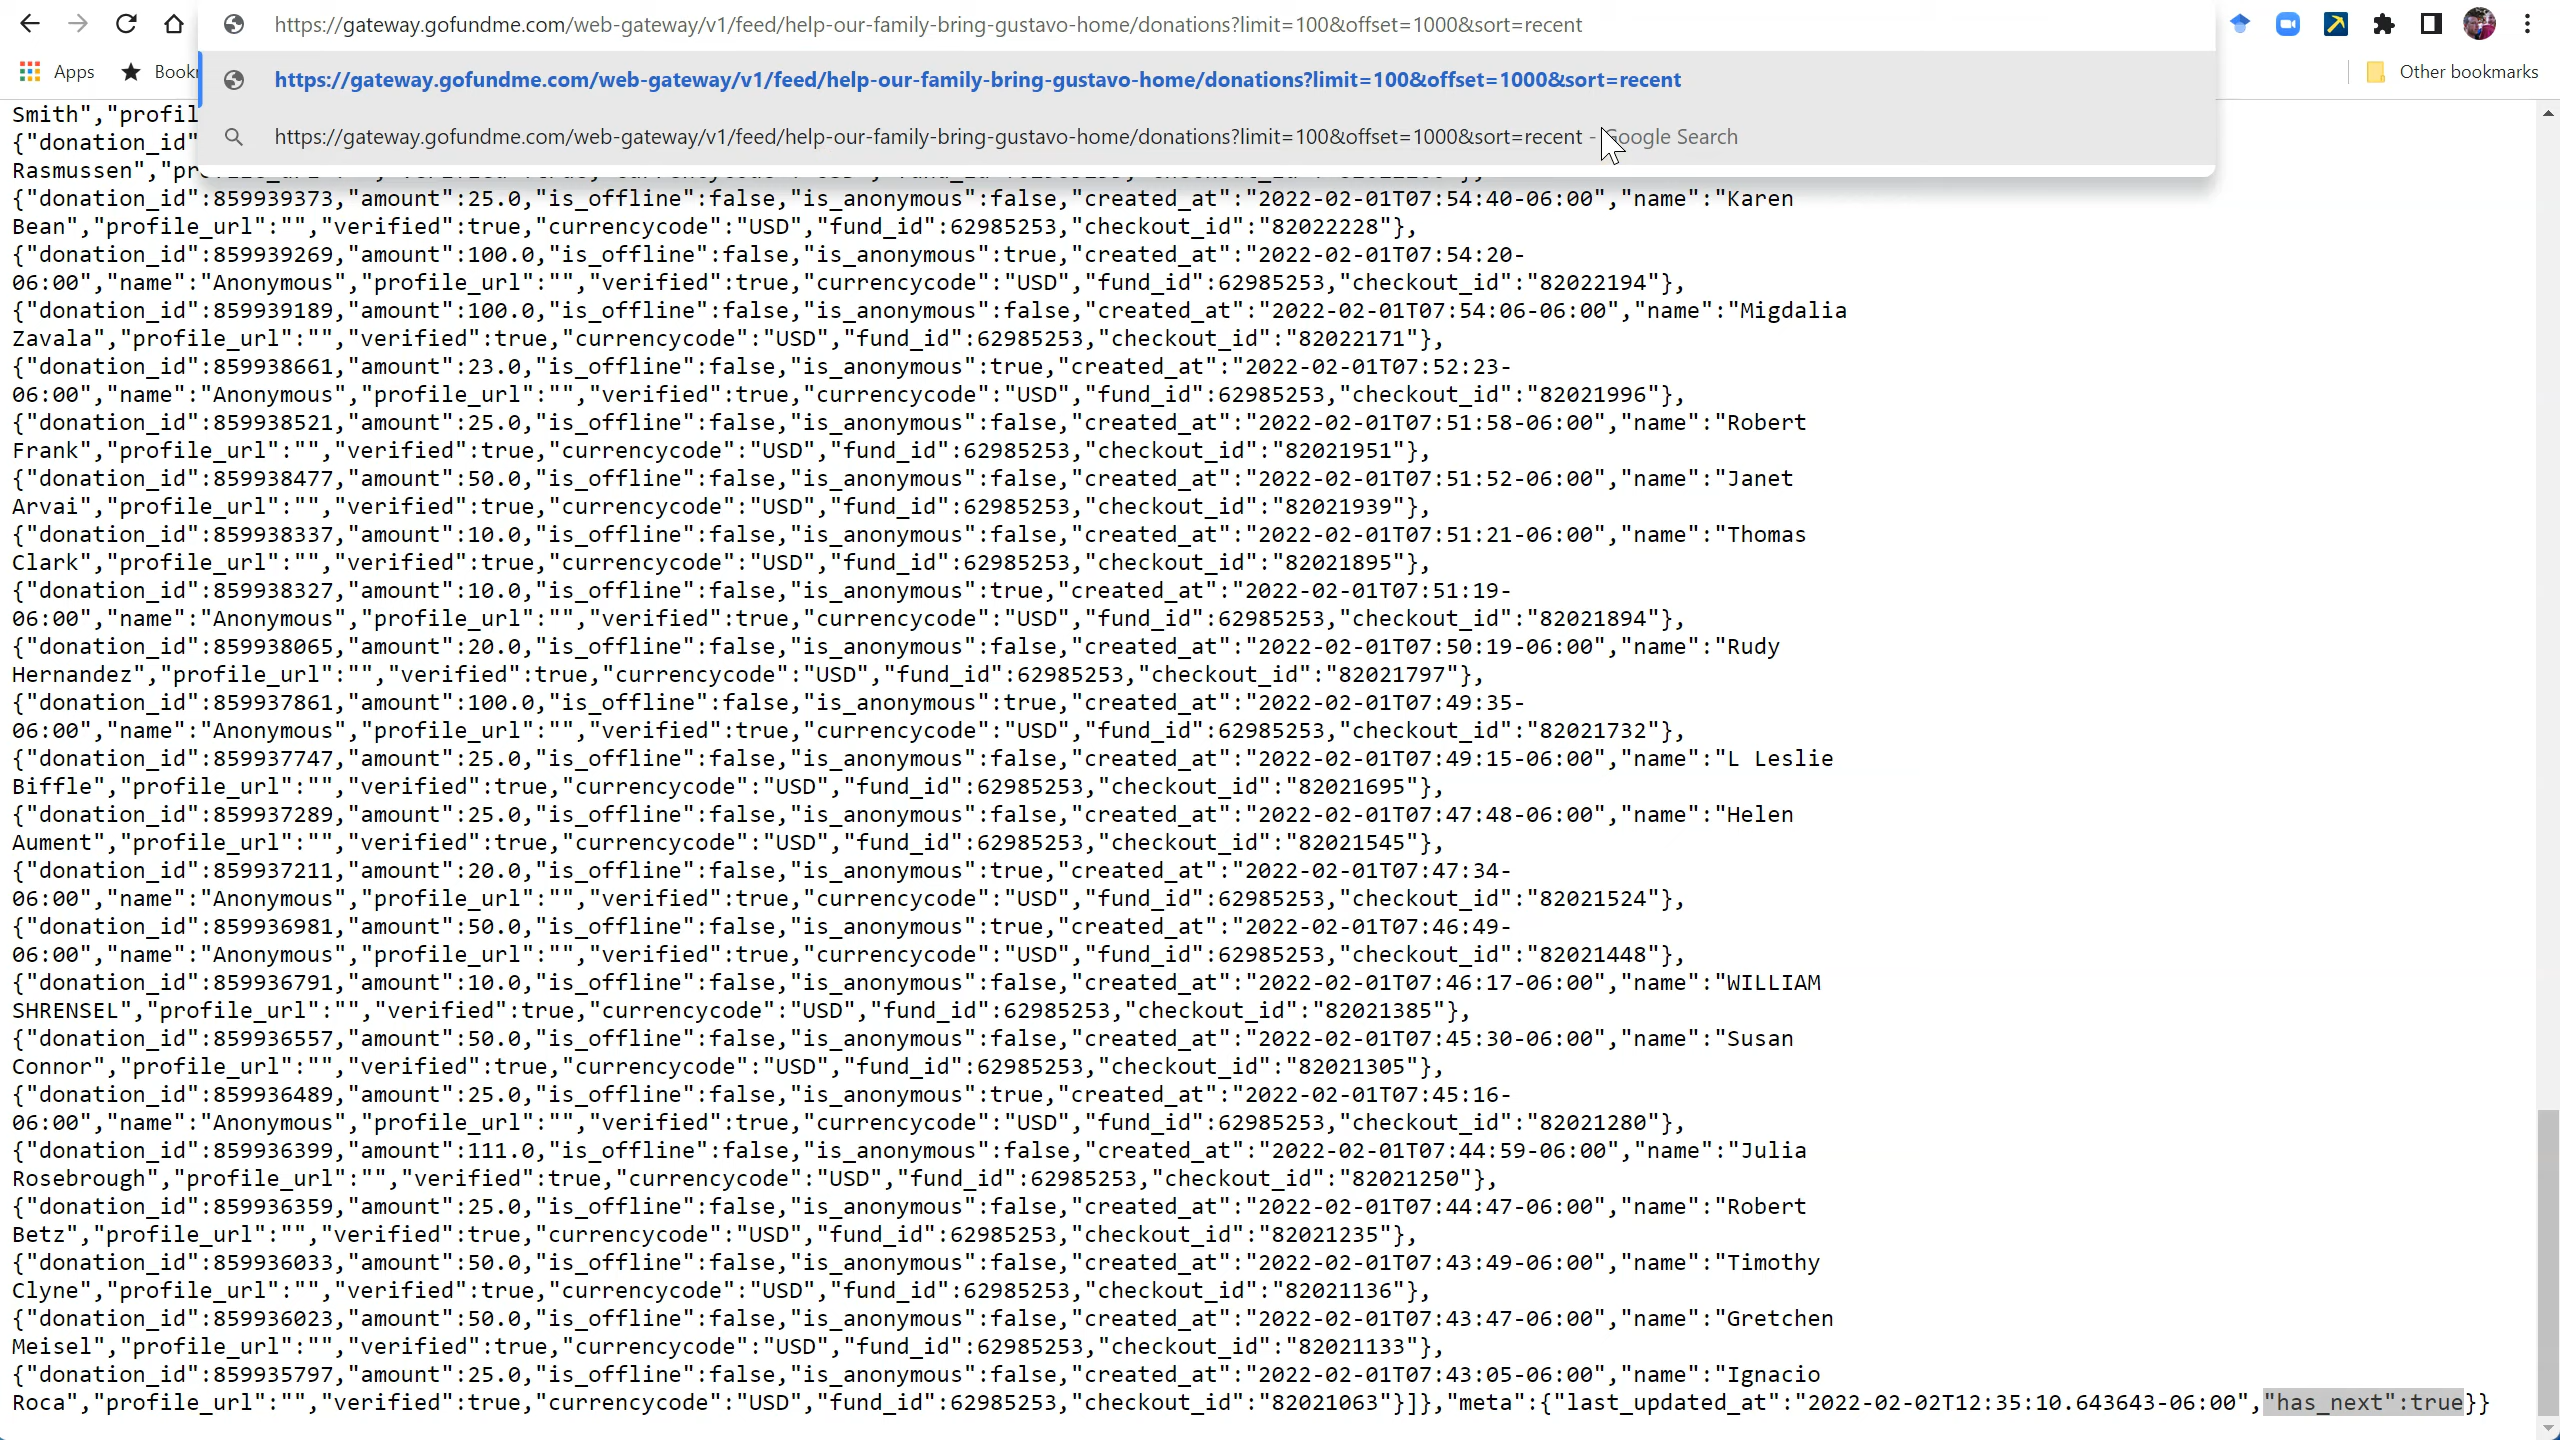 https://gateway.gofundme.com/web-gateway/v1/feed/help-our-family-bring-gustavo-home/donations?limit=100&offset=1000&sort=recent
Apps Bookr Other bookmarks
https://gateway.gofundme.com/web-gateway/v1/feed/help-our-family-bring-gustavo-home/donations?limit=100&offset=1000&sort=recent
https://gateway.gofundme.com/web-gateway/v1/feed/help-our-family-bring-gustavo-home/donations?limit=100&offset=1000&sort=recent - Google Search
Smith","profil
{"donation_id"
Rasmussen","pr
{"donation_id":859939373,"amount":25.0,"is_offline":false,"is_anonymous":false,"created_at":"2022-02-01T07:54:40-06:00","name":"Karen
Bean","profile_url":"","verified":true,"currencycode":"USD","fund_id":62985253,"checkout_id":"82022228"},
{"donation_id":859939269,"amount":100.0,"is_offline":false,"is_anonymous":true,"created_at":"2022-02-01T07:54:20-
06:00","name":"Anonymous","profile_url":"","verified":true,"currencycode":"USD","fund_id":62985253,"checkout_id":"82022194"},
{"donation_id":859939189,"amount":100.0,"is_offline":false,"is_anonymous":false,"created_at":"2022-02-01T07:54:06-06:00","name":"Migdalia
Zavala","profile_url":"","verified":true,"currencycode":"USD","fund_id":62985253,"checkout_id":"82022171"},
{"donation_id":859938661,"amount":23.0,"is_offline":false,"is_anonymous":true,"created_at":"2022-02-01T07:52:23-
06:00","name":"Anonymous","profile_url":"","verified":true,"currencycode":"USD","fund_id":62985253,"checkout_id":"82021996"},
{"donation_id":859938521,"amount":25.0,"is_offline":false,"is_anonymous":false,"created_at":"2022-02-01T07:51:58-06:00","name":"Robert
Frank","profile_url":"","verified":true,"currencycode":"USD","fund_id":62985253,"checkout_id":"82021951"},
{"donation_id":859938477,"amount":50.0,"is_offline":false,"is_anonymous":false,"created_at":"2022-02-01T07:51:52-06:00","name":"Janet
Arvai","profile_url":"","verified":true,"currencycode":"USD","fund_id":62985253,"checkout_id":"82021939"},
{"donation_id":859938337,"amount":10.0,"is_offline":false,"is_anonymous":false,"created_at":"2022-02-01T07:51:21-06:00","name":"Thomas
Clark","profile_url":"","verified":true,"currencycode":"USD","fund_id":62985253,"checkout_id":"82021895"},
{"donation_id":859938327,"amount":10.0,"is_offline":false,"is_anonymous":true,"created_at":"2022-02-01T07:51:19-
06:00","name":"Anonymous","profile_url":"","verified":true,"currencycode":"USD","fund_id":62985253,"checkout_id":"82021894"},
{"donation_id":859938065,"amount":20.0,"is_offline":false,"is_anonymous":false,"created_at":"2022-02-01T07:50:19-06:00","name":"Rudy
Hernandez","profile_url":"","verified":true,"currencycode":"USD","fund_id":62985253,"checkout_id":"82021797"},
{"donation_id":859937861,"amount":100.0,"is_offline":false,"is_anonymous":true,"created_at":"2022-02-01T07:49:35-
06:00","name":"Anonymous","profile_url":"","verified":true,"currencycode":"USD","fund_id":62985253,"checkout_id":"82021732"},
{"donation_id":859937747,"amount":25.0,"is_offline":false,"is_anonymous":false,"created_at":"2022-02-01T07:49:15-06:00","name":"L Leslie
Biffle","profile_url":"","verified":true,"currencycode":"USD","fund_id":62985253,"checkout_id":"82021695"},
{"donation_id":859937289,"amount":25.0,"is_offline":false,"is_anonymous":false,"created_at":"2022-02-01T07:47:48-06:00","name":"Helen
Aument","profile_url":"","verified":true,"currencycode":"USD","fund_id":62985253,"checkout_id":"82021545"},
{"donation_id":859937211,"amount":20.0,"is_offline":false,"is_anonymous":true,"created_at":"2022-02-01T07:47:34-
06:00","name":"Anonymous","profile_url":"","verified":true,"currencycode":"USD","fund_id":62985253,"checkout_id":"82021524"},
{"donation_id":859936981,"amount":50.0,"is_offline":false,"is_anonymous":true,"created_at":"2022-02-01T07:46:49-
06:00","name":"Anonymous","profile_url":"","verified":true,"currencycode":"USD","fund_id":62985253,"checkout_id":"82021448"},
{"donation_id":859936791,"amount":10.0,"is_offline":false,"is_anonymous":false,"created_at":"2022-02-01T07:46:17-06:00","name":"WILLIAM
SHRENSEL","profile_url":"","verified":true,"currencycode":"USD","fund_id":62985253,"checkout_id":"82021385"},
{"donation_id":859936557,"amount":50.0,"is_offline":false,"is_anonymous":false,"created_at":"2022-02-01T07:45:30-06:00","name":"Susan
Connor","profile_url":"","verified":true,"currencycode":"USD","fund_id":62985253,"checkout_id":"82021305"},
{"donation_id":859936489,"amount":25.0,"is_offline":false,"is_anonymous":true,"created_at":"2022-02-01T07:45:16-
06:00","name":"Anonymous","profile_url":"","verified":true,"currencycode":"USD","fund_id":62985253,"checkout_id":"82021280"},
{"donation_id":859936399,"amount":111.0,"is_offline":false,"is_anonymous":false,"created_at":"2022-02-01T07:44:59-06:00","name":"Julia
Rosebrough","profile_url":"","verified":true,"currencycode":"USD","fund_id":62985253,"checkout_id":"82021250"},
{"donation_id":859936359,"amount":25.0,"is_offline":false,"is_anonymous":false,"created_at":"2022-02-01T07:44:47-06:00","name":"Robert
Betz","profile_url":"","verified":true,"currencycode":"USD","fund_id":62985253,"checkout_id":"82021235"},
{"donation_id":859936033,"amount":50.0,"is_offline":false,"is_anonymous":false,"created_at":"2022-02-01T07:43:49-06:00","name":"Timothy
Clyne","profile_url":"","verified":true,"currencycode":"USD","fund_id":62985253,"checkout_id":"82021136"},
{"donation_id":859936023,"amount":50.0,"is_offline":false,"is_anonymous":false,"created_at":"2022-02-01T07:43:47-06:00","name":"Gretchen
Meisel","profile_url":"","verified":true,"currencycode":"USD","fund_id":62985253,"checkout_id":"82021133"},
{"donation_id":859935797,"amount":25.0,"is_offline":false,"is_anonymous":false,"created_at":"2022-02-01T07:43:05-06:00","name":"Ignacio
Roca","profile_url":"","verified":true,"currencycode":"USD","fund_id":62985253,"checkout_id":"82021063"}]},"meta":{"last_updated_at":"2022-02-02T12:35:10.643643-06:00","has_next":true}}